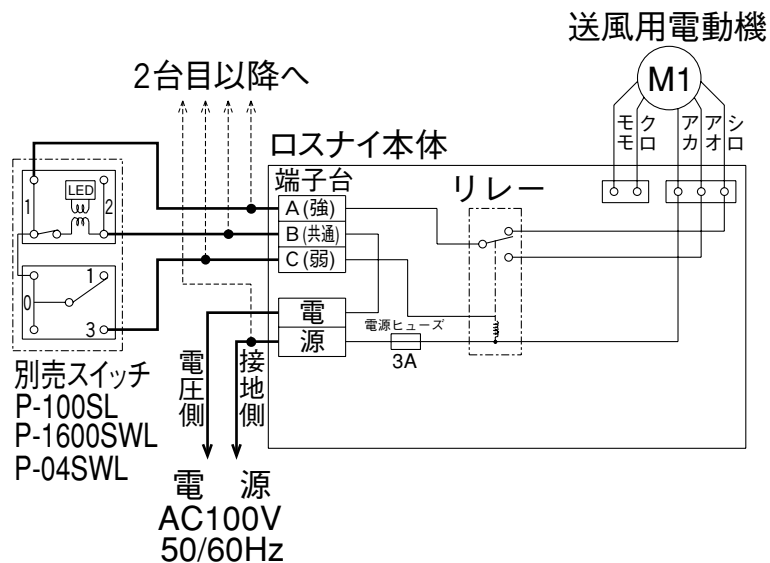 送風用電動機
M1
2台目以降へ
モモ
クロ
アカ
アオ
シロ
ロスナイ本体
端子台
リレー
LED
1
2
A(強)
B(共通)
C(弱)
1
0
3
電
源
電源ヒューズ
3A
別売スイッチ
P-100SL
P-1600SWL
P-04SWL
電圧側
接地側
電 源
AC100V
50/60Hz